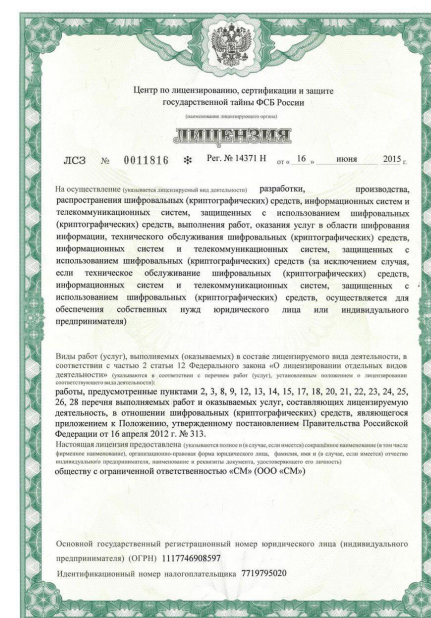 Центр по лицензированию, сертификации и защите
государственной тайны ФСБ России
(наименование лицензирующего органа)
ЛИЦЕНЗИЯ
ЛСЗ № 0011816 * Рег. № 14371 Н от « 16 » июня 2015 г.
На осуществление (указывается лицензируемый вид деятельности) разработки, производства,
распространения шифровальных (криптографических) средств, информационных систем и
телекоммуникационных систем, защищенных с использованием шифровальных
(криптографических) средств, выполнения работ, оказания услуг в области шифрования
информации, технического обслуживания шифровальных (криптографических) средств,
информационных систем и телекоммуникационных систем, защищенных с
использованием шифровальных (криптографических) средств (за исключением случая,
если техническое обслуживание шифровальных (криптографических) средств,
информационных систем и телекоммуникационных систем, защищенных с
использованием шифровальных (криптографических) средств, осуществляется для
обеспечения собственных нужд юридического лица или индивидуального
предпринимателя)
Виды работ (услуг), выполняемых (оказываемых) в составе лицензируемого вида деятельности, в
соответствии с частью 2 статьи 12 Федерального закона «О лицензировании отдельных видов
деятельности» (указываются в соответствии с перечнем работ (услуг), установленным положением о лицензировании
соответствующего вида деятельности):
работы, предусмотренные пунктами 2, 3, 8, 9, 12, 13, 14, 15, 17, 18, 20, 21, 22, 23, 24, 25,
26, 28 перечня выполняемых работ и оказываемых услуг, составляющих лицензируемую
деятельность, в отношении шифровальных (криптографических) средств, являющегося
приложением к Положению, утвержденному постановлением Правительства Российской
Федерации от 16 апреля 2012 г. № 313.
Настоящая лицензия предоставлена (указывается полное и (в случае, если имеется) сокращённое наименование (в том числе
фирменное наименование), организационно-правовая форма юридического лица, фамилия, имя и (в случае, если имеется) отчество
индивидуального предпринимателя, наименование и реквизиты документа, удостоверяющего его личность)
обществу с ограниченной ответственностью «СМ» (ООО «СМ»)
Основной государственный регистрационный номер юридического лица (индивидуального
предпринимателя) (ОГРН) 1117746908597
Идентификационный номер налогоплательщика 7719795020